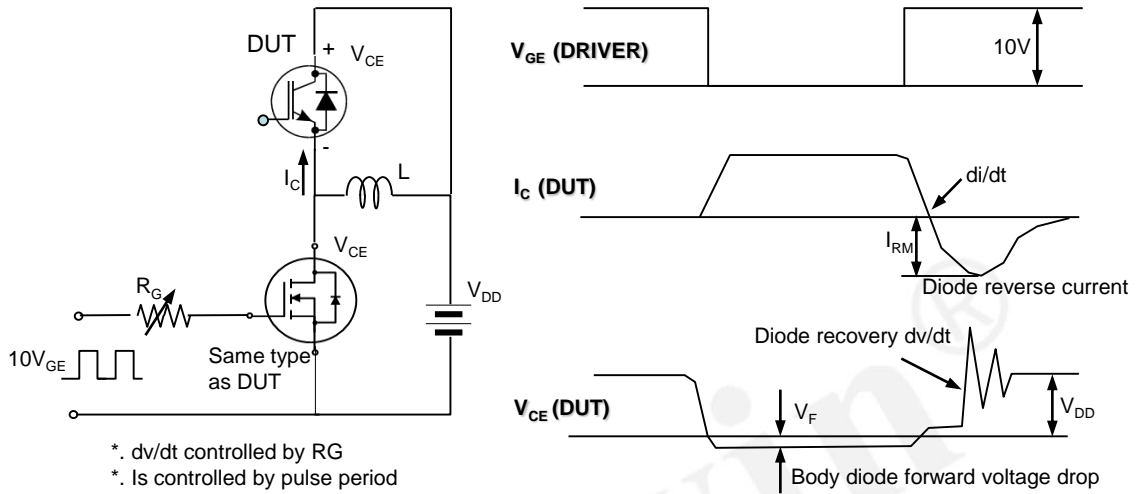 DUT
+
V_CE
-
I_C
L
V_CE
R_G
V_DD
10V_GE
Same type
as DUT
*. dv/dt controlled by RG
*. Is controlled by pulse period
V_GE (DRIVER)
10V
I_C (DUT)
di/dt
I_RM
Diode reverse current
Diode recovery dv/dt
V_CE (DUT)
V_F
V_DD
Body diode forward voltage drop
®